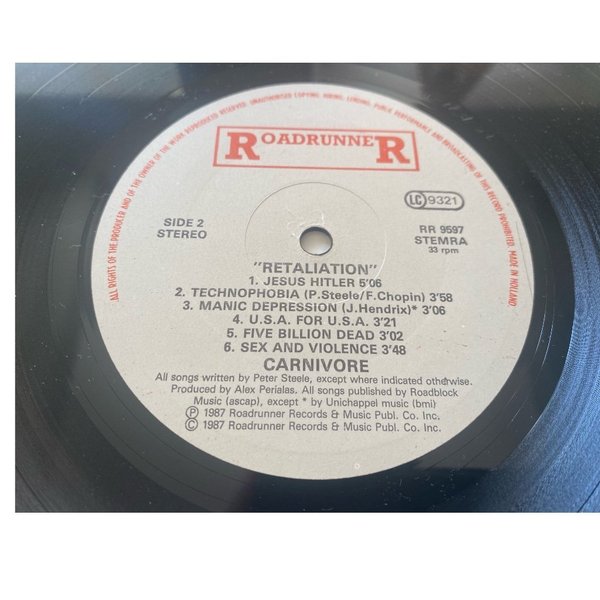 ALL RIGHTS OF THE PRODUCER AND OF THE OWNER OF THE WORK REPRODUCED RESERVED. UNAUTHORISED COPYING, HIRING, LENDING, PUBLIC PERFORMANCE AND BROADCASTING OF THIS RECORD PROHIBITED. MADE IN HOLLAND.
ROADRUNNER
LC 9321
SIDE 2
STEREO
RR 9597
STEMRA
33 rpm
"RETALIATION"
1. JESUS HITLER 5'06
2. TECHNOPHOBIA (P.Steele/F.Chopin) 3'58
3. MANIC DEPRESSION (J.Hendrix)* 3'06
4. U.S.A. FOR U.S.A. 3'21
5. FIVE BILLION DEAD 3'02
6. SEX AND VIOLENCE 3'48
CARNIVORE
All songs written by Peter Steele, except where indicated otherwise.
Produced by Alex Perialas. All songs published by Roadblock
Music (ascap), except * by Unichappel music (bmi)
Ⓟ 1987 Roadrunner Records & Music Publ. Co. Inc.
© 1987 Roadrunner Records & Music Publ. Co. Inc.